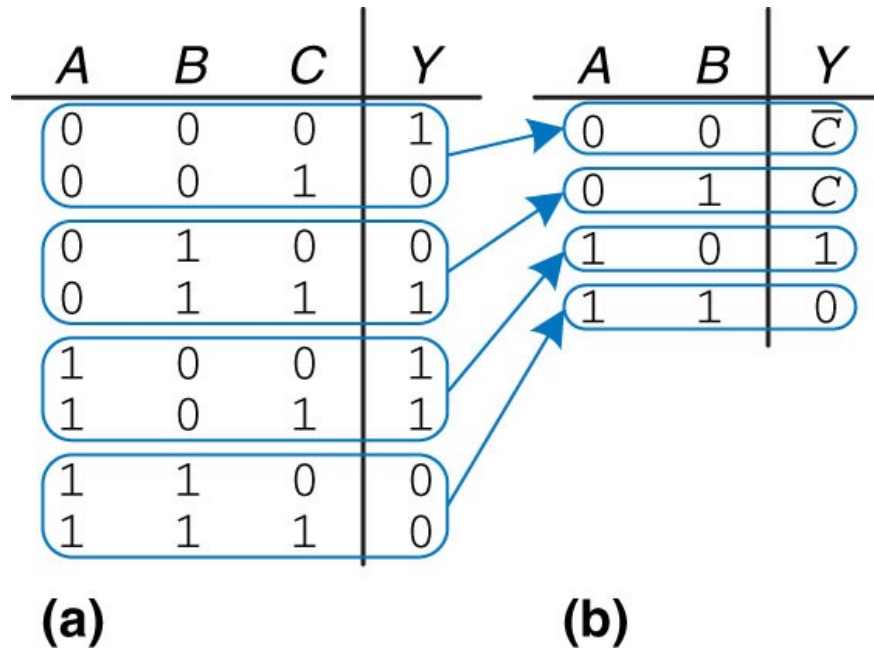 A B C Y
0 0 0 1
0 0 1 0
0 1 0 0
0 1 1 1
1 0 0 1
1 0 1 1
1 1 0 0
1 1 1 0
(a)
A B Y
0 0 C̅
0 1 C
1 0 1
1 1 0
(b)